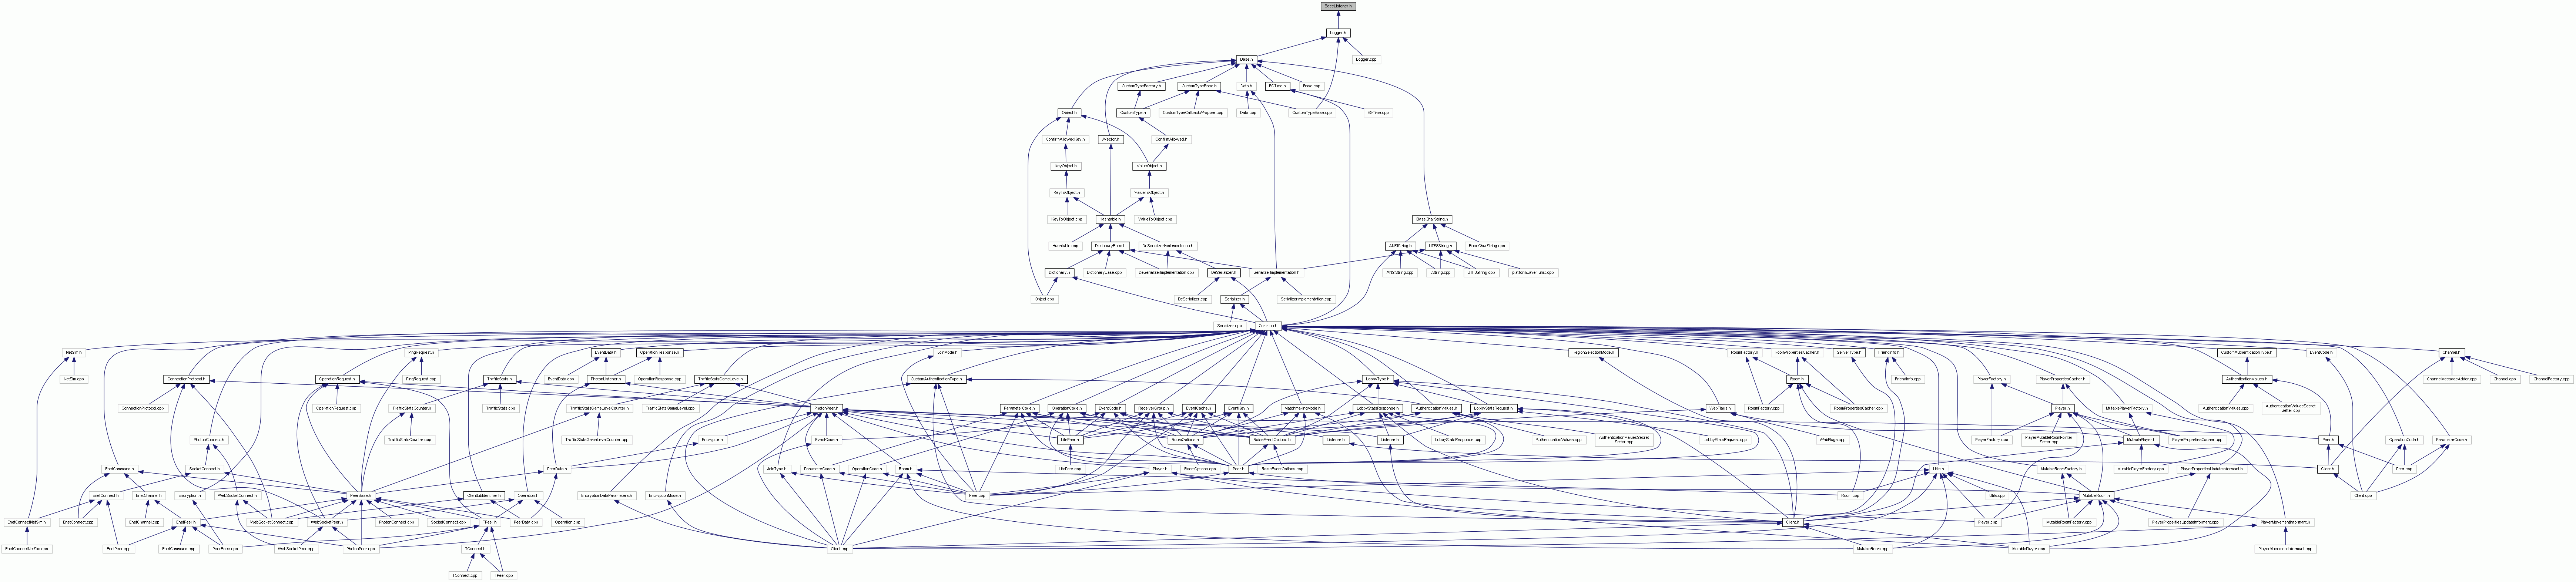 BaseListener.h
Logger.h
Base.h
Logger.cpp
CustomTypeFactory.h
CustomTypeBase.h
Data.h
EGTime.h
Base.cpp
Object.h
CustomType.h
CustomTypeCallbackWrapper.cpp
Data.cpp
CustomTypeBase.cpp
EGTime.cpp
ConfirmAllowedKey.h
JVector.h
ConfirmAllowed.h
KeyObject.h
ValueObject.h
KeyToObject.h
ValueToObject.h
KeyToObject.cpp
Hashtable.h
ValueToObject.cpp
BaseCharString.h
Hashtable.cpp
DictionaryBase.h
DeSerializerImplementation.h
ANSIString.h
UTF8String.h
BaseCharString.cpp
Dictionary.h
DictionaryBase.cpp
DeSerializerImplementation.cpp
DeSerializer.h
SerializerImplementation.h
ANSIString.cpp
JString.cpp
UTF8String.cpp
platformLayer-unix.cpp
Object.cpp
DeSerializer.cpp
Serializer.h
SerializerImplementation.cpp
Serializer.cpp
Common.h
NetSim.h
PingRequest.h
EventData.h
OperationResponse.h
JoinMode.h
RegionSelectionMode.h
RoomFactory.h
RoomPropertiesCacher.h
ServerType.h
FriendInfo.h
CustomAuthenticationType.h
EventCode.h
Channel.h
NetSim.cpp
ConnectionProtocol.h
OperationRequest.h
PingRequest.cpp
TrafficStats.h
EventData.cpp
PhotonListener.h
OperationResponse.cpp
TrafficStatsGameLevel.h
CustomAuthenticationType.h
LobbyType.h
Room.h
FriendInfo.cpp
PlayerFactory.h
PlayerPropertiesCacher.h
AuthenticationValues.h
ChannelMessageAdder.cpp
Channel.cpp
ChannelFactory.cpp
ConnectionProtocol.cpp
OperationRequest.cpp
TrafficStatsCounter.h
TrafficStats.cpp
TrafficStatsGameLevelCounter.h
TrafficStatsGameLevel.cpp
PhotonPeer.h
ParameterCode.h
OperationCode.h
EventCode.h
ReceiverGroup.h
EventCache.h
EventKey.h
MatchmakingMode.h
LobbyStatsResponse.h
AuthenticationValues.h
LobbyStatsRequest.h
WebFlags.h
RoomFactory.cpp
RoomPropertiesCacher.cpp
Player.h
MutablePlayerFactory.h
AuthenticationValues.cpp
AuthenticationValuesSecret
Setter.cpp
PhotonConnect.h
TrafficStatsCounter.cpp
TrafficStatsGameLevelCounter.cpp
Encryptor.h
EventCode.h
LitePeer.h
RoomOptions.h
RaiseEventOptions.h
Listener.h
Listener.h
LobbyStatsResponse.cpp
AuthenticationValues.cpp
AuthenticationValuesSecret
Setter.cpp
LobbyStatsRequest.cpp
WebFlags.cpp
PlayerFactory.cpp
PlayerMutableRoomPointer
Setter.cpp
MutablePlayer.h
PlayerPropertiesCacher.cpp
Peer.h
OperationCode.h
ParameterCode.h
EnetCommand.h
SocketConnect.h
PeerData.h
JoinType.h
ParameterCode.h
OperationCode.h
Room.h
LitePeer.cpp
Player.h
RoomOptions.cpp
Peer.h
RaiseEventOptions.cpp
Utils.h
MutableRoomFactory.h
MutablePlayerFactory.cpp
PlayerPropertiesUpdateInformant.h
Client.h
Peer.cpp
EnetConnect.h
EnetChannel.h
Encryption.h
WebSocketConnect.h
PeerBase.h
ClientLibIdentifier.h
Operation.h
EncryptionDataParameters.h
EncryptionMode.h
Peer.cpp
Room.cpp
Utils.cpp
MutableRoom.h
Client.cpp
EnetConnectNetSim.h
EnetConnect.cpp
EnetChannel.cpp
EnetPeer.h
WebSocketConnect.cpp
WebSocketPeer.h
PhotonConnect.cpp
SocketConnect.cpp
TPeer.h
PeerData.cpp
Operation.cpp
Client.h
Player.cpp
MutableRoomFactory.cpp
PlayerPropertiesUpdateInformant.cpp
PlayerMovementInformant.h
EnetConnectNetSim.cpp
EnetPeer.cpp
EnetCommand.cpp
PeerBase.cpp
WebSocketPeer.cpp
PhotonPeer.cpp
TConnect.h
Client.cpp
MutableRoom.cpp
MutablePlayer.cpp
PlayerMovementInformant.cpp
TConnect.cpp
TPeer.cpp